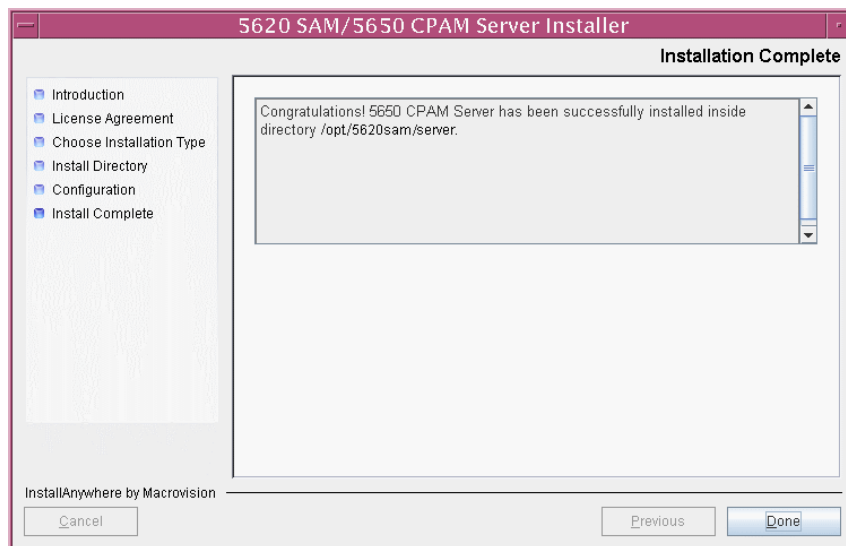 5620 SAM/5650 CPAM Server Installer
Installation Complete
Introduction
License Agreement
Choose Installation Type
Install Directory
Configuration
Install Complete
Congratulations! 5650 CPAM Server has been successfully installed inside
directory /opt/5620sam/server.
InstallAnywhere by Macrovision
Cancel
Previous
Done